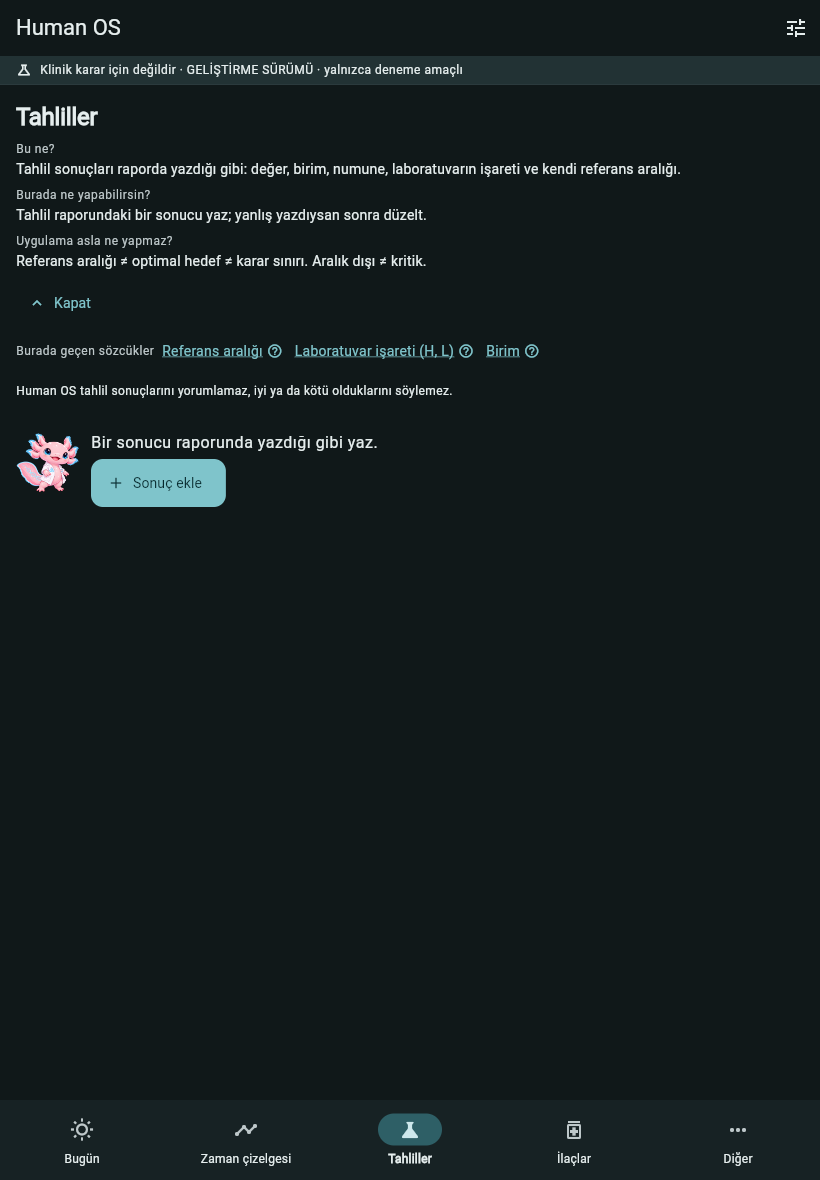 Human OS
Klinik karar için değildir · GELİŞTİRME SÜRÜMÜ · yalnızca deneme amaçlı
Tahliller
Bu ne?
Tahlil sonuçları raporda yazdığı gibi: değer, birim, numune, laboratuvarın işareti ve kendi referans aralığı.
Burada ne yapabilirsin?
Tahlil raporundaki bir sonucu yaz; yanlış yazdıysan sonra düzelt.
Uygulama asla ne yapmaz?
Referans aralığı ≠ optimal hedef ≠ karar sınırı. Aralık dışı ≠ kritik.
Kapat
Burada geçen sözcükler Referans aralığı Laboratuvar işareti (H, L) Birim
Human OS tahlil sonuçlarını yorumlamaz, iyi ya da kötü olduklarını söylemez.
Bir sonucu raporunda yazdığı gibi yaz.
Sonuç ekle
Bugün Zaman çizelgesi Tahliller İlaçlar Diğer